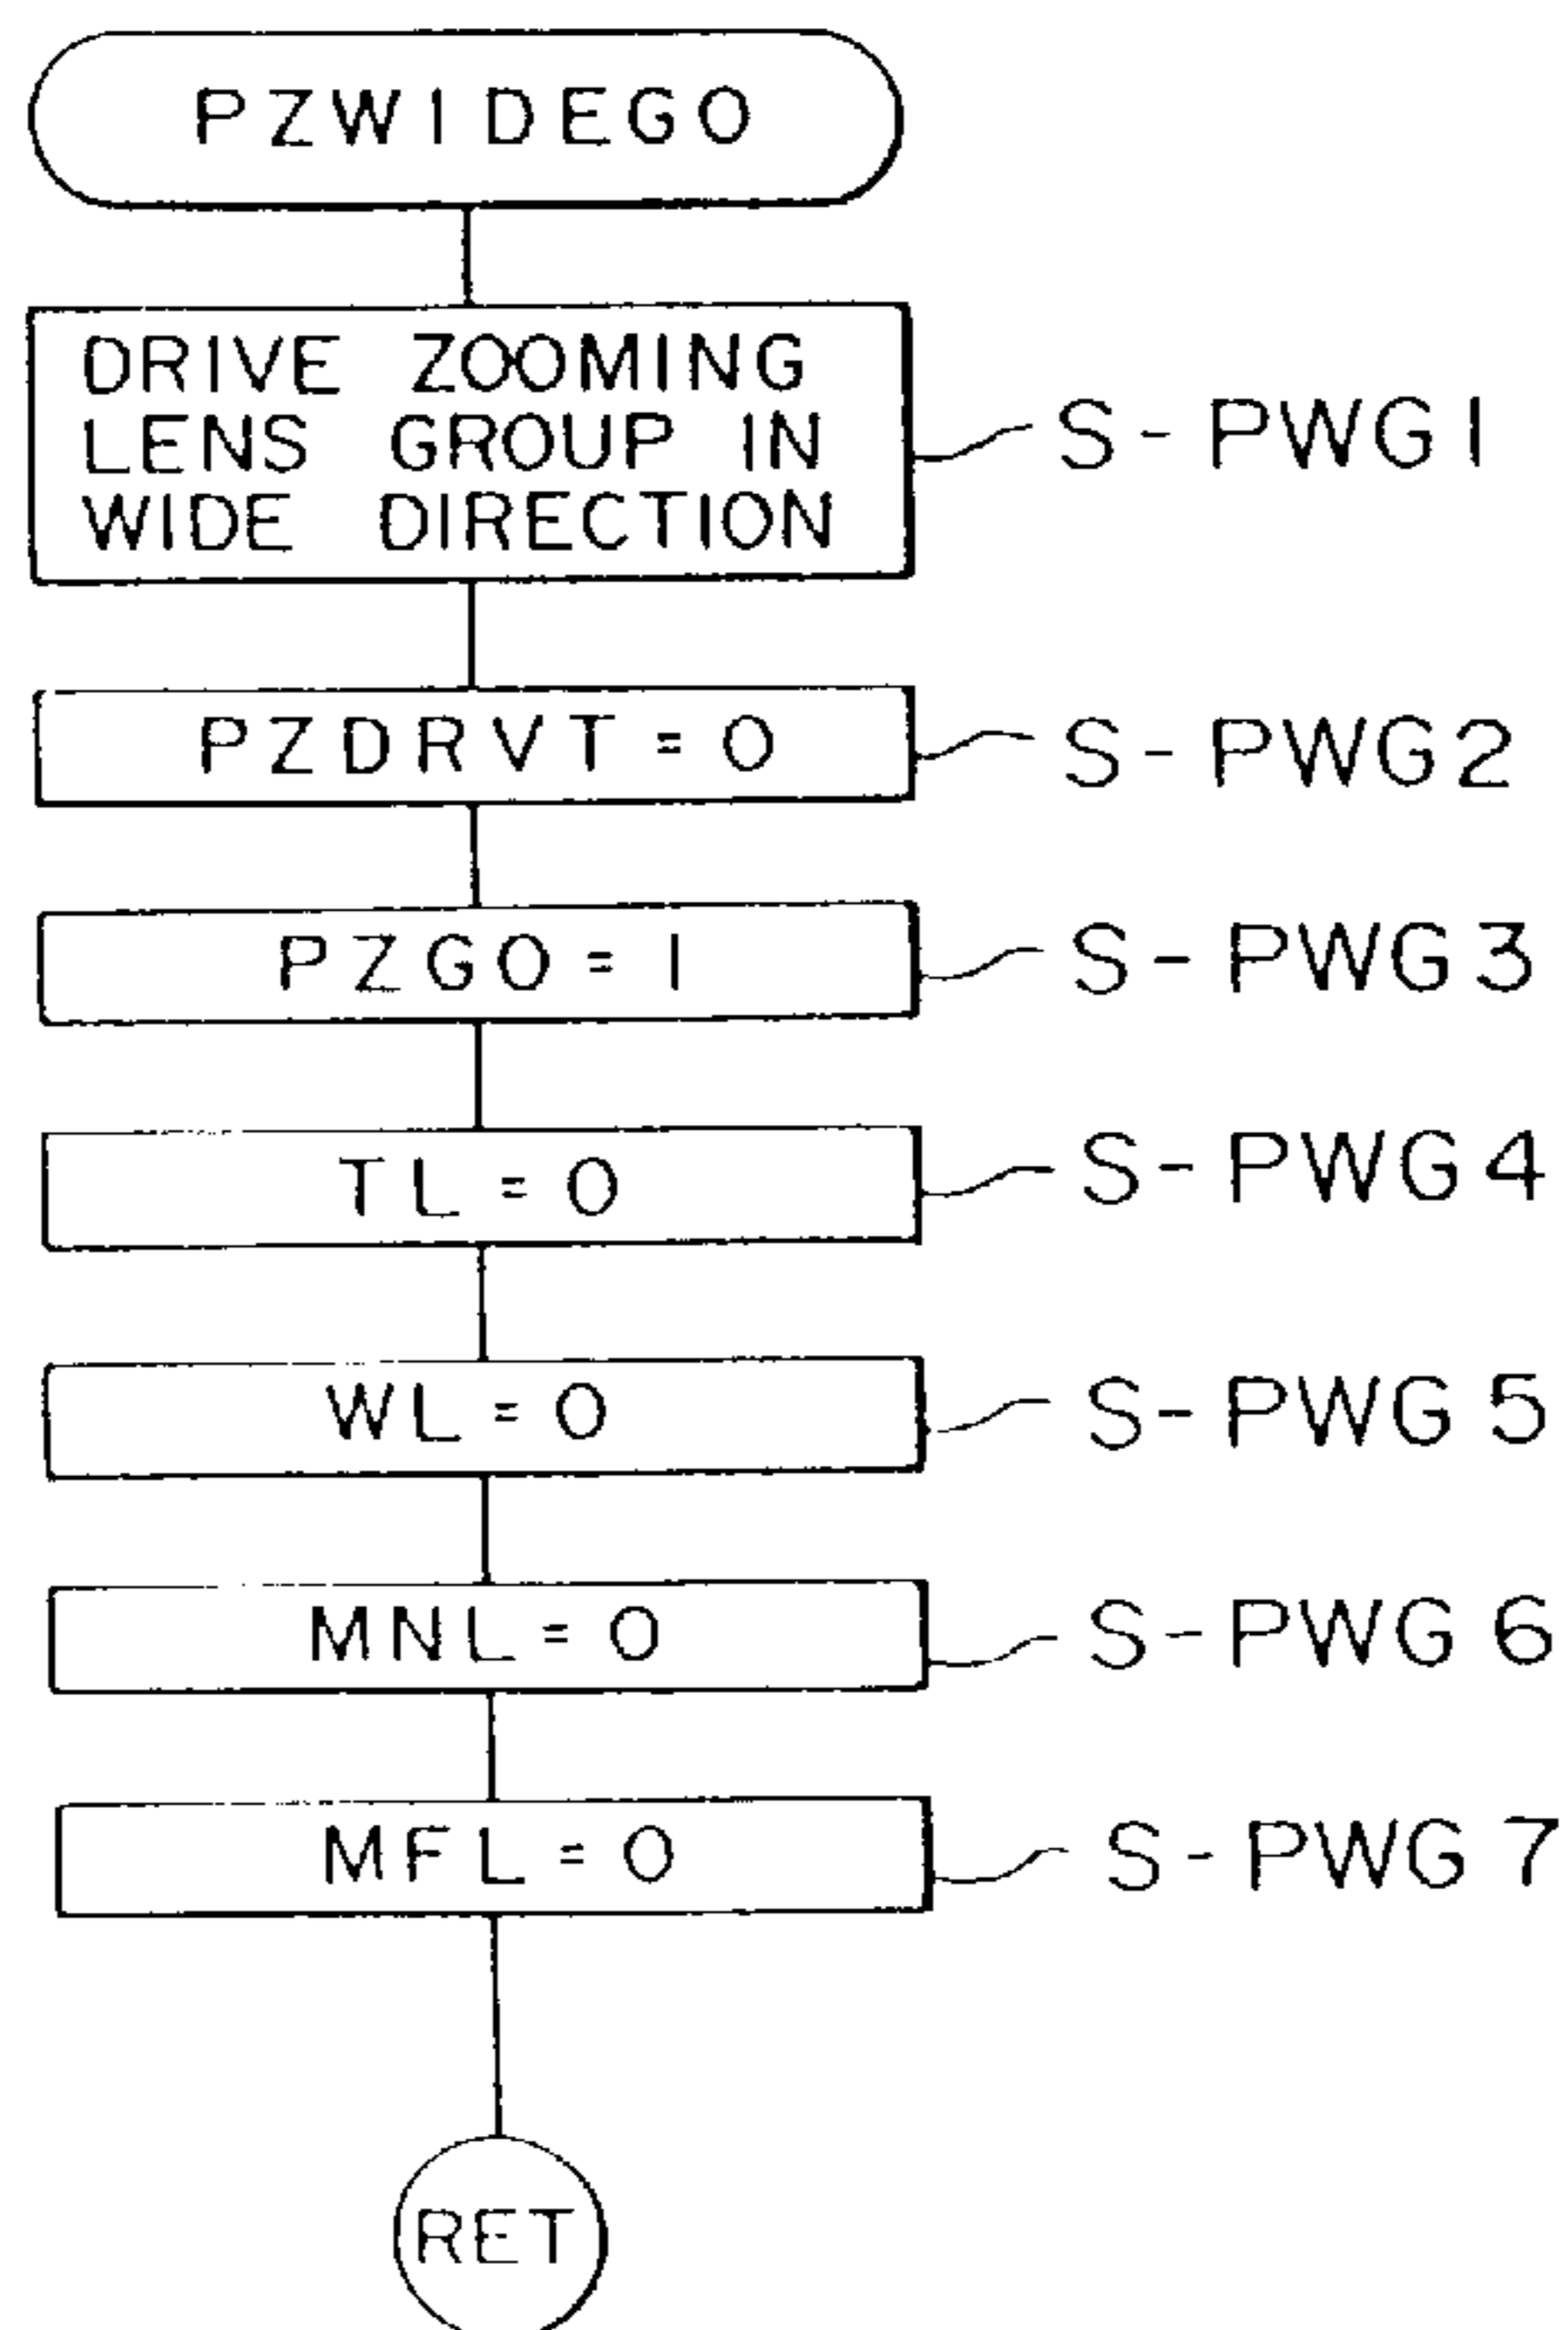 PZWIDEGO
DRIVE ZOOMING
LENS GROUP IN
WIDE DIRECTION
S-PWG1
PZDRVT=0
S-PWG2
PZGO=1
S-PWG3
TL=0
S-PWG4
WL=0
S-PWG5
MNL=0
S-PWG6
MFL=0
S-PWG7
RET